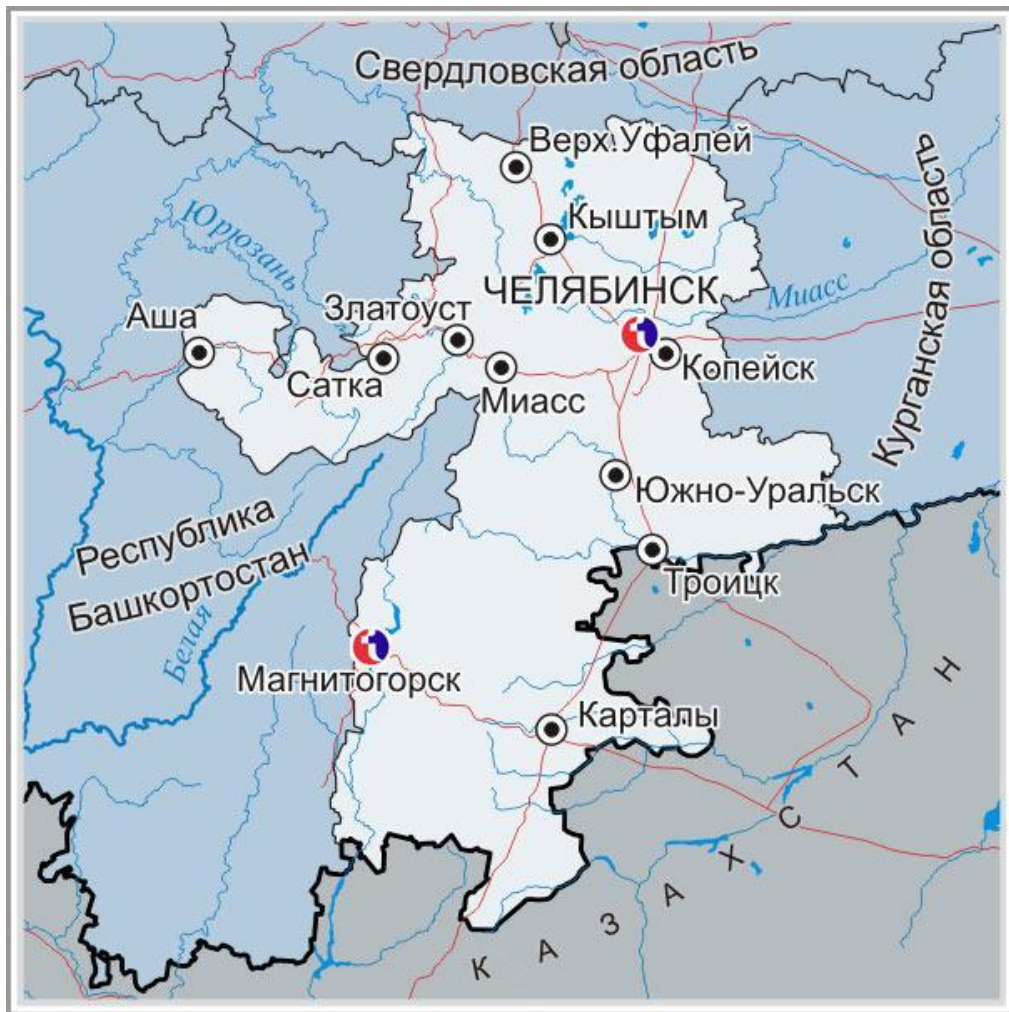 Свердловская область
Верх.Уфалей
Курганская область
Юрюзань
Кыштым
ЧЕЛЯБИНСК
Миасс
Аша
Златоуст
Сатка
Миасс
Копейск
Южно-Уральск
Республика
Башкортостан
Троицк
Белая
Магнитогорск
Карталы
КАЗАХСТАН